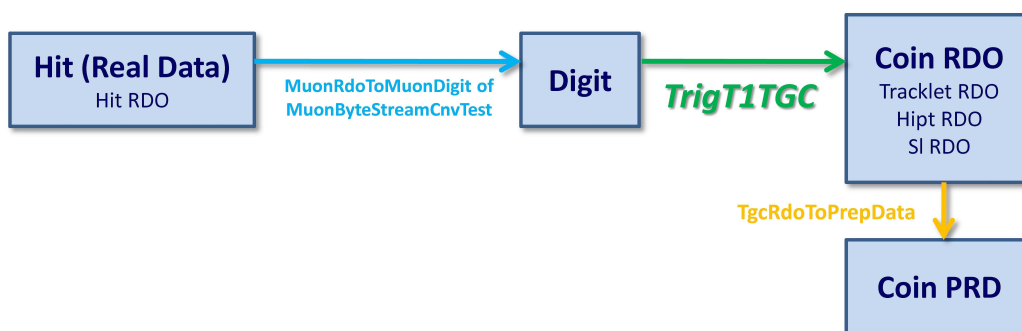 Hit (Real Data)
Hit RDO
MuonRdoToMuonDigit of
MuonByteStreamCnvTest
Digit
TrigT1TGC
Coin RDO
Tracklet RDO
Hipt RDO
Sl RDO
TgcRdoToPrepData
Coin PRD